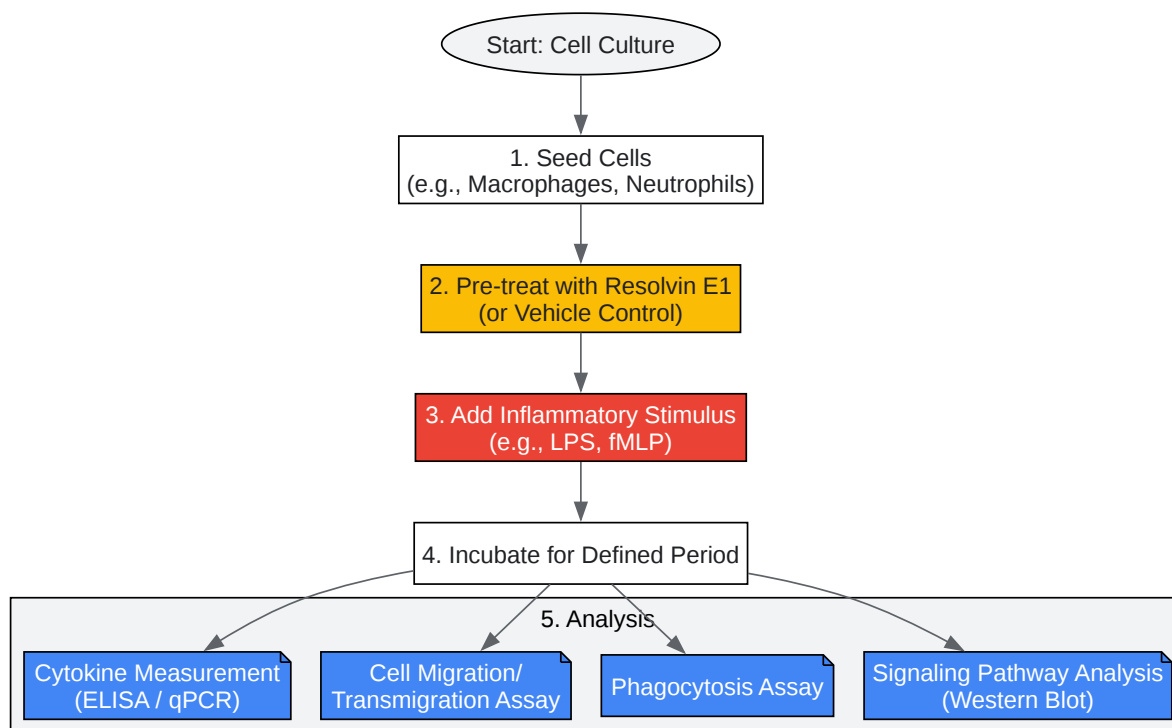 Start: Cell Culture
1. Seed Cells
(e.g., Macrophages, Neutrophils)
2. Pre-treat with Resolvin E1
(or Vehicle Control)
3. Add Inflammatory Stimulus
(e.g., LPS, fMLP)
4. Incubate for Defined Period
5. Analysis
Cytokine Measurement
(ELISA / qPCR)
Cell Migration/
Transmigration Assay
Phagocytosis Assay
Signaling Pathway Analysis
(Western Blot)